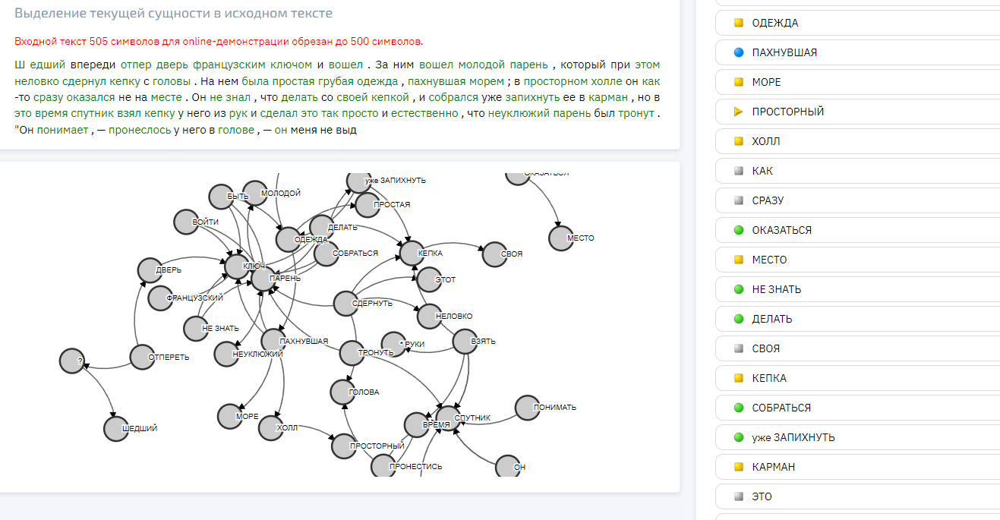 Выделение текущей сущности в исходном тексте
Входной текст 505 символов для online-демонстрации обрезан до 500 символов.
Ш едший впереди отпер дверь французским ключом и вошел . За ним вошел молодой парень , который при этом
неловко сдернул кепку с головы . На нем была простая грубая одежда , пахнувшая морем ; в просторном холле он как
-то сразу оказался не на месте . Он не знал , что делать со своей кепкой , и собрался уже запихнуть ее в карман , но в
это время спутник взял кепку у него из рук и сделал это так просто и естественно , что неуклюжий парень был тронут .
"Он понимает , — пронеслось у него в голове , — он меня не выд
ОКАЗАТЬСЯ
уже ЗАПИХНУТЬ
БЫТЬ
МОЛОДОЙ
ПРОСТАЯ
ВОЙТИ
ДЕЛАТЬ
ОДЕЖДА
МЕСТО
СОБРАТЬСЯ
КЕПКА
СВОЯ
КЛЮЧ
ДВЕРЬ
ПАРЕНЬ
ЭТОТ
ФРАНЦУЗСКИЙ
СДЕРНУТЬ
НЕЛОВКО
НЕ ЗНАТЬ
ПАХНУВШАЯ
РУКИ
ВЗЯТЬ
НЕУКЛЮЖИЙ
ТРОНУТЬ
ОТПЕРЕТЬ
?
ГОЛОВА
ПОНИМАТЬ
МОРЕ
СПУТНИК
ВРЕМЯ
ШЕДШИЙ
ХОЛЛ
ПРОСТОРНЫЙ
ПРОНЕСТИСЬ
ОН
ОДЕЖДА
ПАХНУВШАЯ
МОРЕ
ПРОСТОРНЫЙ
ХОЛЛ
КАК
СРАЗУ
ОКАЗАТЬСЯ
МЕСТО
НЕ ЗНАТЬ
ДЕЛАТЬ
СВОЯ
КЕПКА
СОБРАТЬСЯ
уже ЗАПИХНУТЬ
КАРМАН
ЭТО